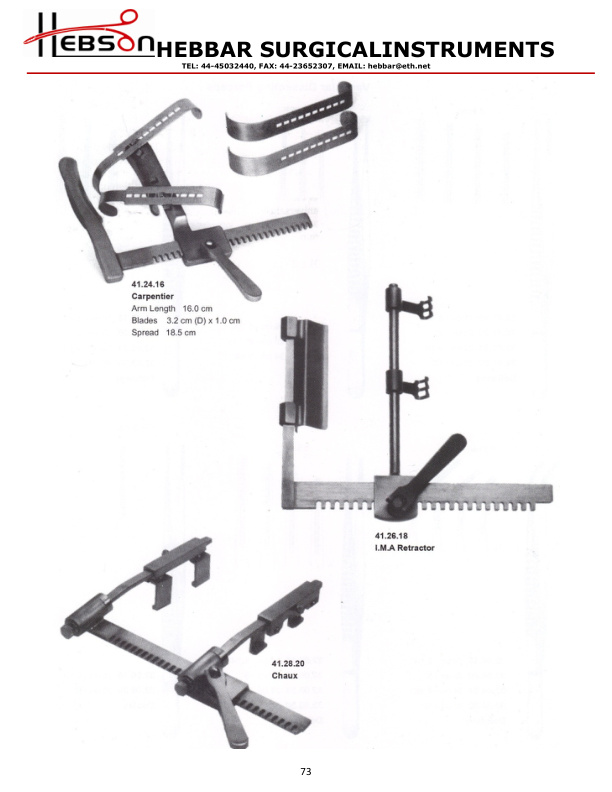 HEBSON
HEBBAR SURGICALINSTRUMENTS
TEL: 44-45032440, FAX: 44-23652307, EMAIL: hebbar@eth.net
41.24.16
Carpentier
Arm Length 16.0 cm
Blades 3.2 cm (D) x 1.0 cm
Spread 18.5 cm
41.26.18
I.M.A Retractor
41.28.20
Chaux
73